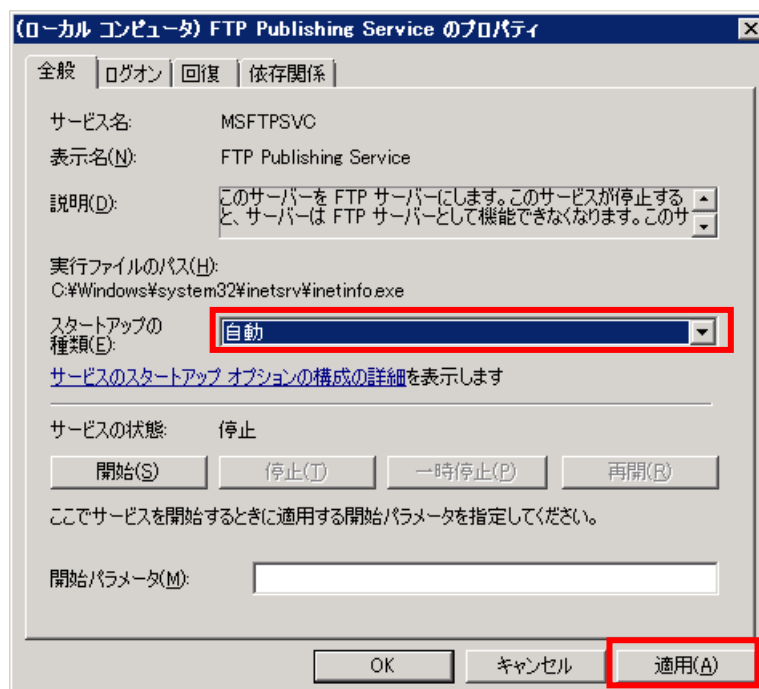 (ローカル コンピュータ) FTP Publishing Service のプロパティ
全般 ログオン 回復 依存関係
サービス名: MSFTPSVC
表示名(N): FTP Publishing Service
説明(D): このサーバーを FTP サーバーにします。このサービスが停止する
と、サーバーは FTP サーバーとして機能できなくなります。このサ
実行ファイルのパス(H):
C:¥Windows¥system32¥inetsrv¥inetinfo.exe
スタートアップの
種類(E): 自動
サービスのスタートアップ オプションの構成の詳細を表示します
サービスの状態: 停止
開始(S) 停止(T) 一時停止(P) 再開(R)
ここでサービスを開始するときに適用する開始パラメータを指定してください。
開始パラメータ(M):
OK キャンセル 適用(A)